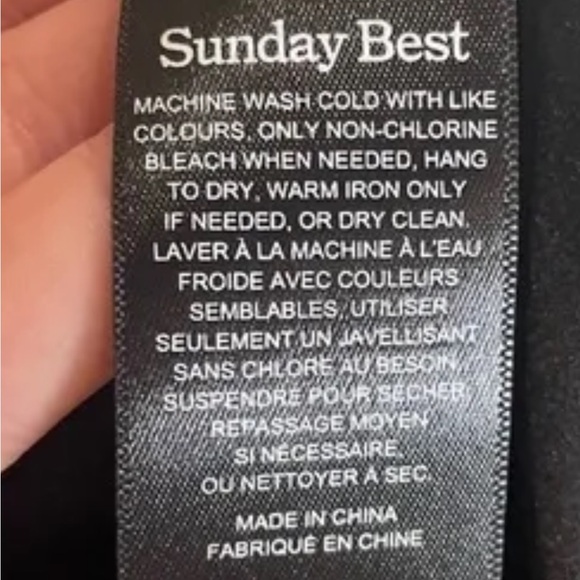 Sunday Best
MACHINE WASH COLD WITH LIKE
COLOURS, ONLY NON-CHLORINE
BLEACH WHEN NEEDED, HANG
TO DRY, WARM IRON ONLY
IF NEEDED, OR DRY CLEAN.
LAVER À LA MACHINE À L'EAU
FROIDE AVEC COULEURS
SEMBLABLES, UTILISER
SEULEMENT UN JAVELLISANT
SANS CHLORE AU BESOIN,
SUSPENDRE POUR SÉCHER,
REPASSAGE MOYEN
SI NÉCESSAIRE,
OU NETTOYER À SEC.
MADE IN CHINA
FABRIQUÉ EN CHINE